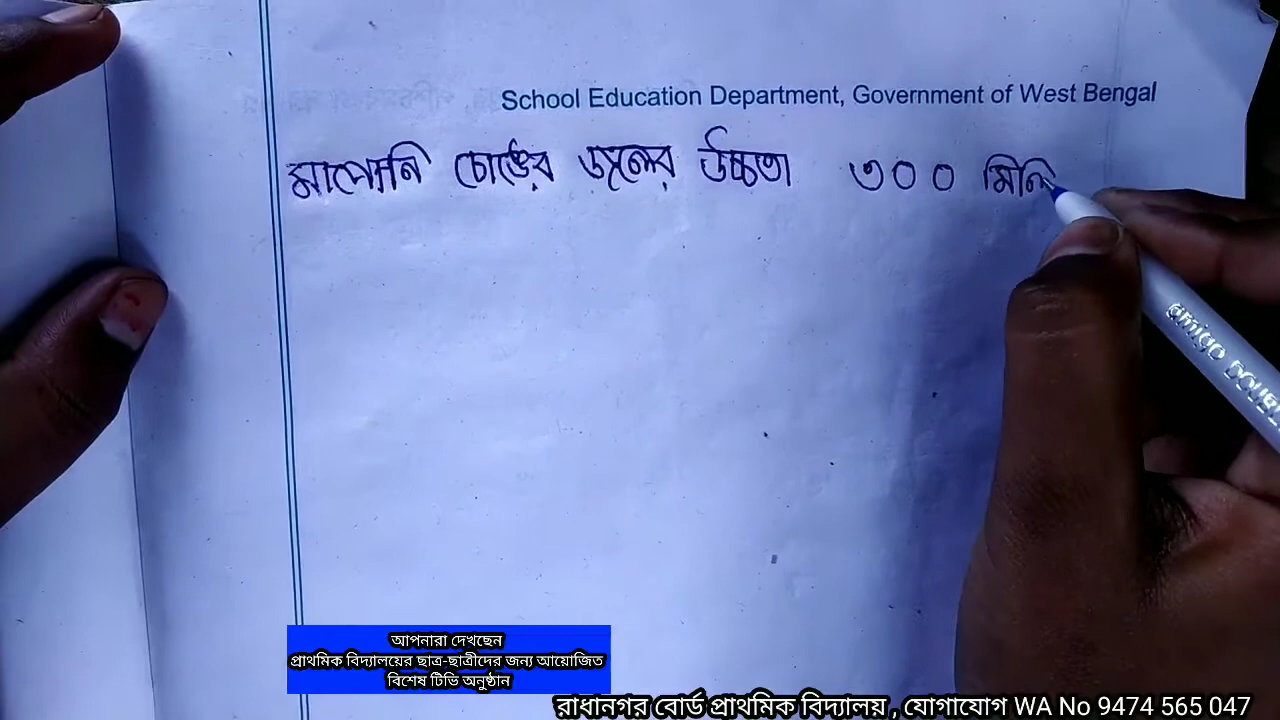 School Education Department, Government of West Bengal
মাপোনি চোঙের জলের উচ্চতা ৩০০ মিলি
amigo
আপনারা দেখছেন
প্রাথমিক বিদ্যালয়ের ছাত্র-ছাত্রীদের জন্য আয়োজিত
বিশেষ টিভি অনুষ্ঠান
রাধানগর বোর্ড প্রাথমিক বিদ্যালয় , যোগাযোগ WA No 9474 565 047